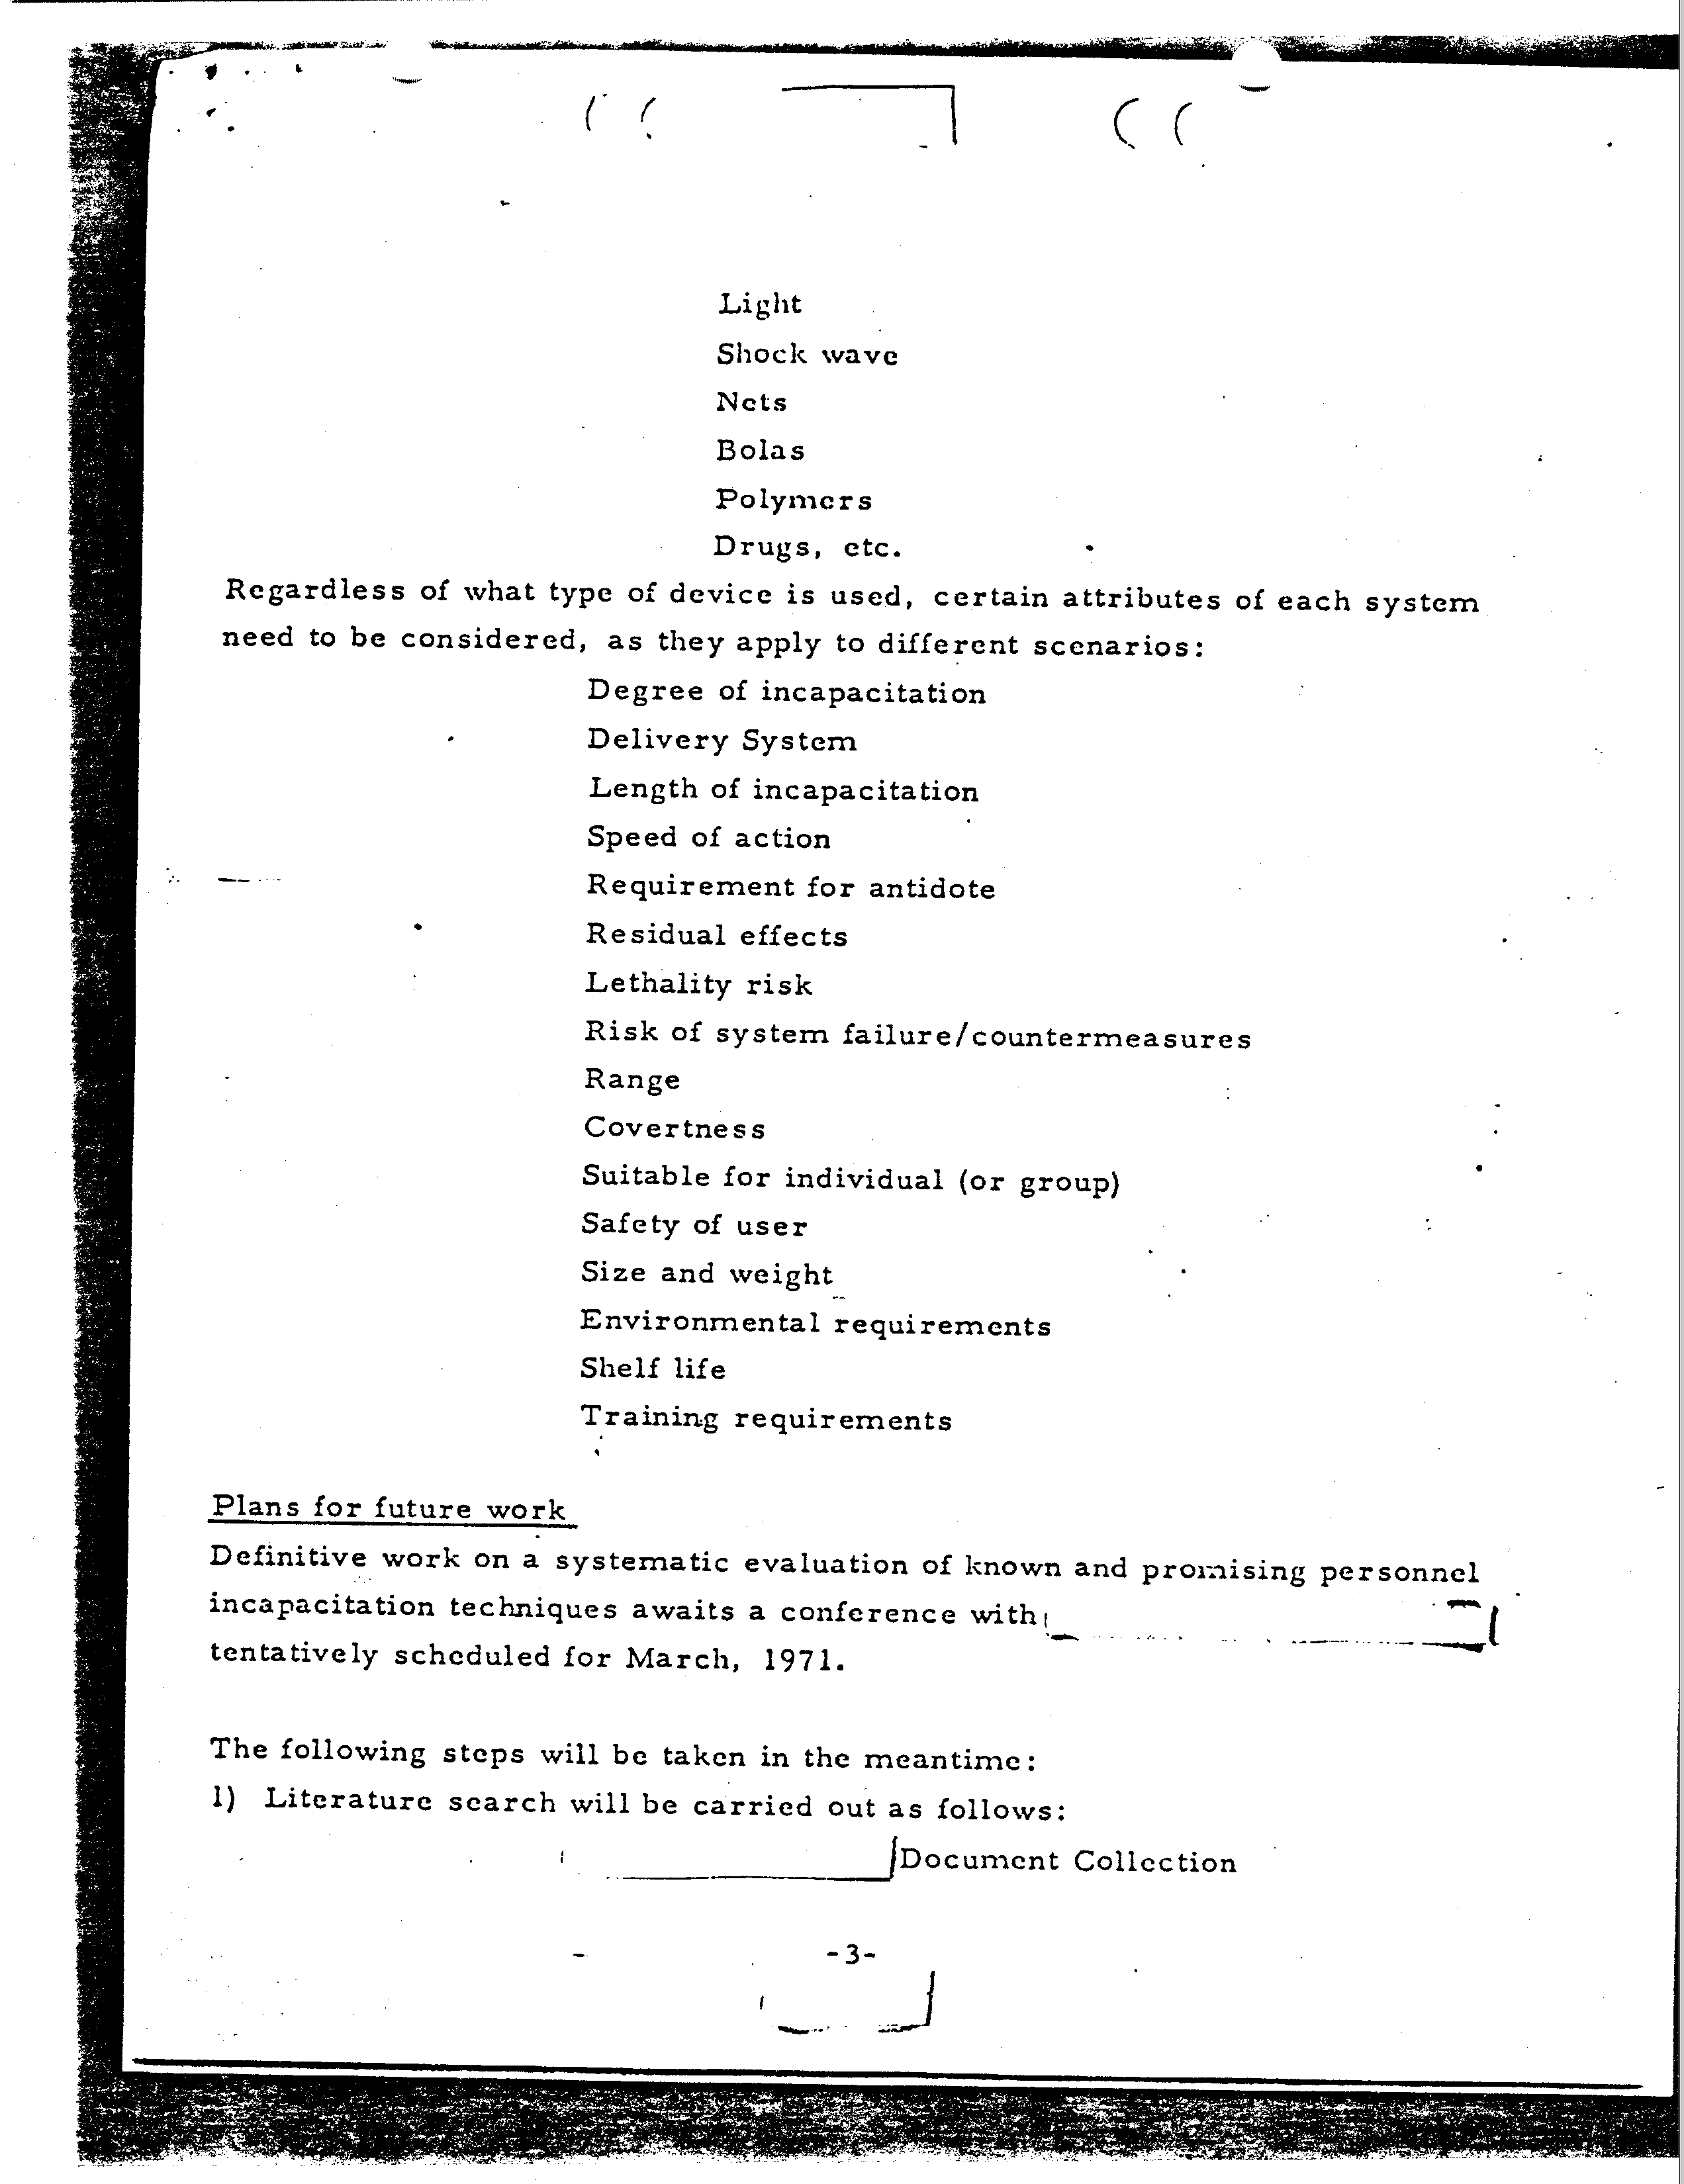 Light
Shock wave
Nets
Bolas
Polymers
Drugs, etc.
Regardless of what type of device is used, certain attributes of each system
need to be considered, as they apply to different scenarios:
Degree of incapacitation
Delivery System
Length of incapacitation
Speed of action
Requirement for antidote
Residual effects
Lethality risk
Risk of system failure/countermeasures
Range
Covertness
Suitable for individual (or group)
Safety of user
Size and weight
Environmental requirements
Shelf life
Training requirements
Plans for future work
Definitive work on a systematic evaluation of known and promising personnel
incapacitation techniques awaits a conference with
tentatively scheduled for March, 1971.
The following steps will be taken in the meantime:
1) Literature search will be carried out as follows:
Document Collection
-3-